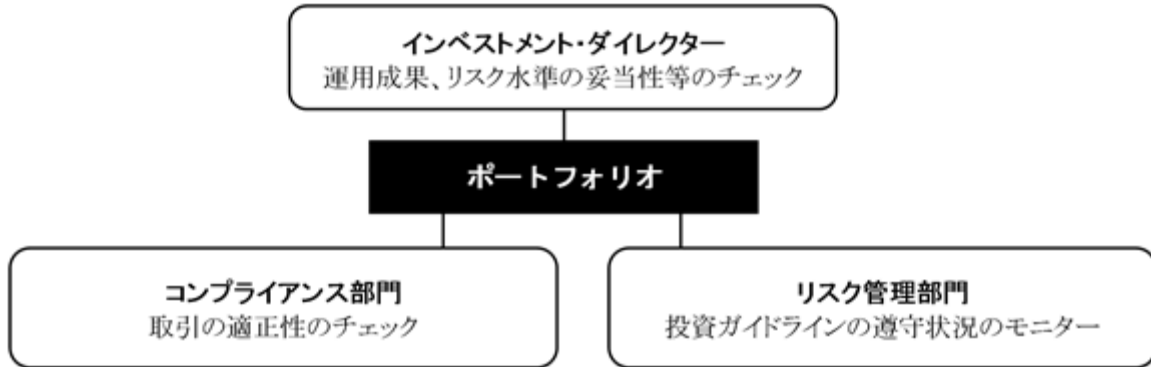 インベストメント・ダイレクター
運用成果、リスク水準の妥当性等のチェック
ポートフォリオ
コンプライアンス部門
取引の適正性のチェック
リスク管理部門
投資ガイドラインの遵守状況のモニター